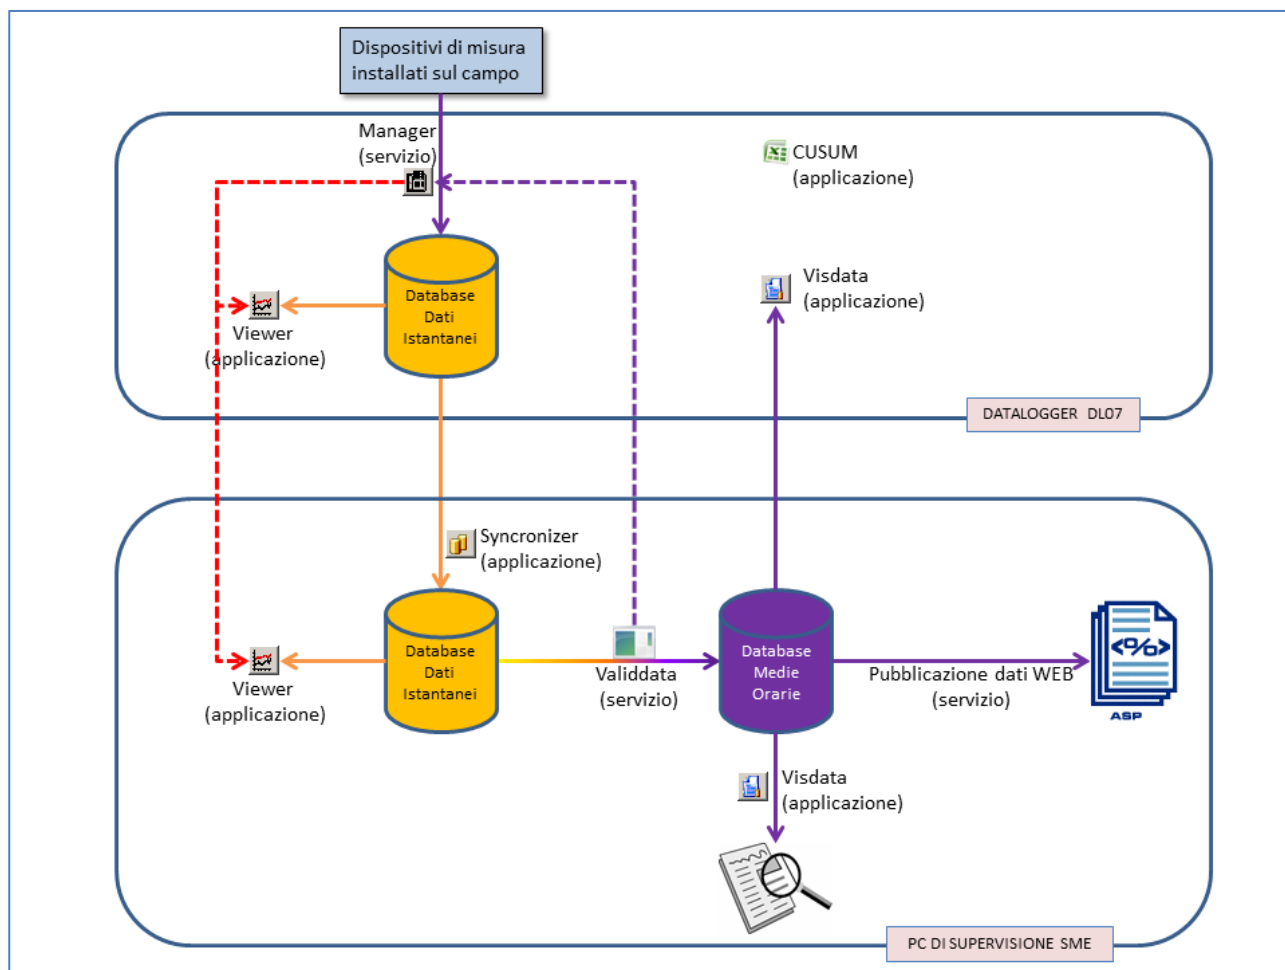 Dispositivi di misura
installati sul campo
Manager
(servizio)
CUSUM
(applicazione)
Database
Dati
Istantanei
Viewer
(applicazione)
Visdata
(applicazione)
DATALOGGER DL07
Syncronizer
(applicazione)
Database
Dati
Istantanei
Viewer
(applicazione)
Validdata
(servizio)
Database
Medie
Orarie
Pubblicazione dati WEB
(servizio)
<%>
ASP
Visdata
(applicazione)
PC DI SUPERVISIONE SME